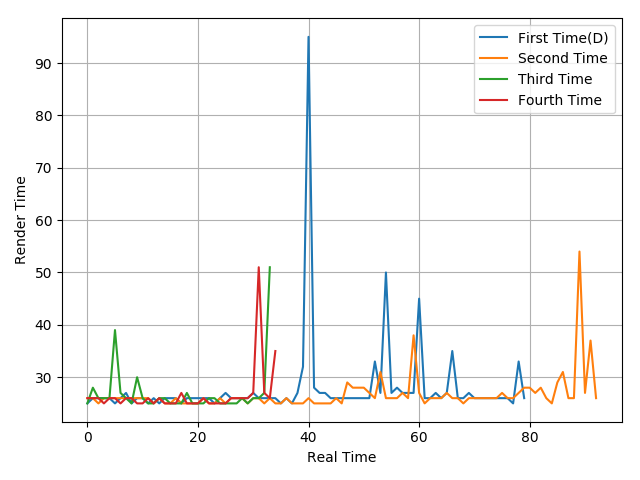 First Time(D)
Second Time
Third Time
Fourth Time
90
80
70
60
50
40
30
Render Time
0 20 40 60 80
Real Time